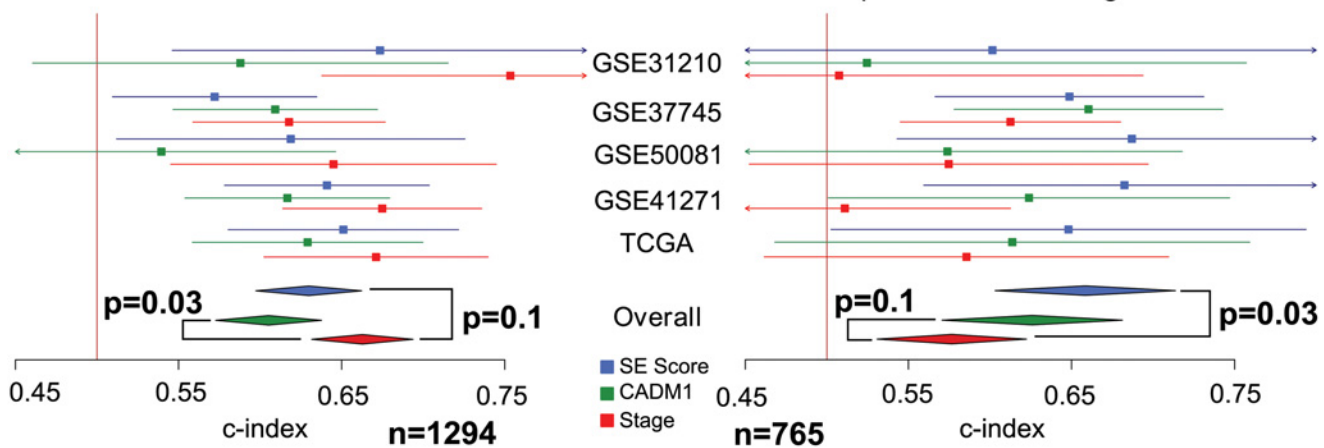 GSE31210
GSE37745
GSE50081
GSE41271
TCGA
p=0.03
p=0.1
Overall
p=0.1
p=0.03
SE Score
CADM1
Stage
0.45
0.55
0.65
0.75
0.45
0.55
0.65
0.75
c-index
n=1294
n=765
c-index